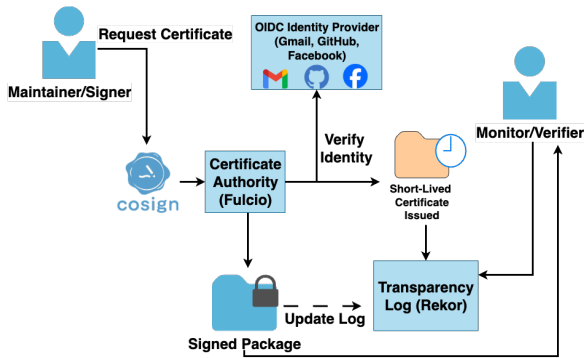 Request Certificate
Maintainer/Signer
OIDC Identity Provider
(Gmail, GitHub,
Facebook)
Monitor/Verifier
Verify
Identity
cosign
Certificate
Authority
(Fulcio)
Short-Lived
Certificate
Issued
Transparency
Log (Rekor)
Update Log
Signed Package